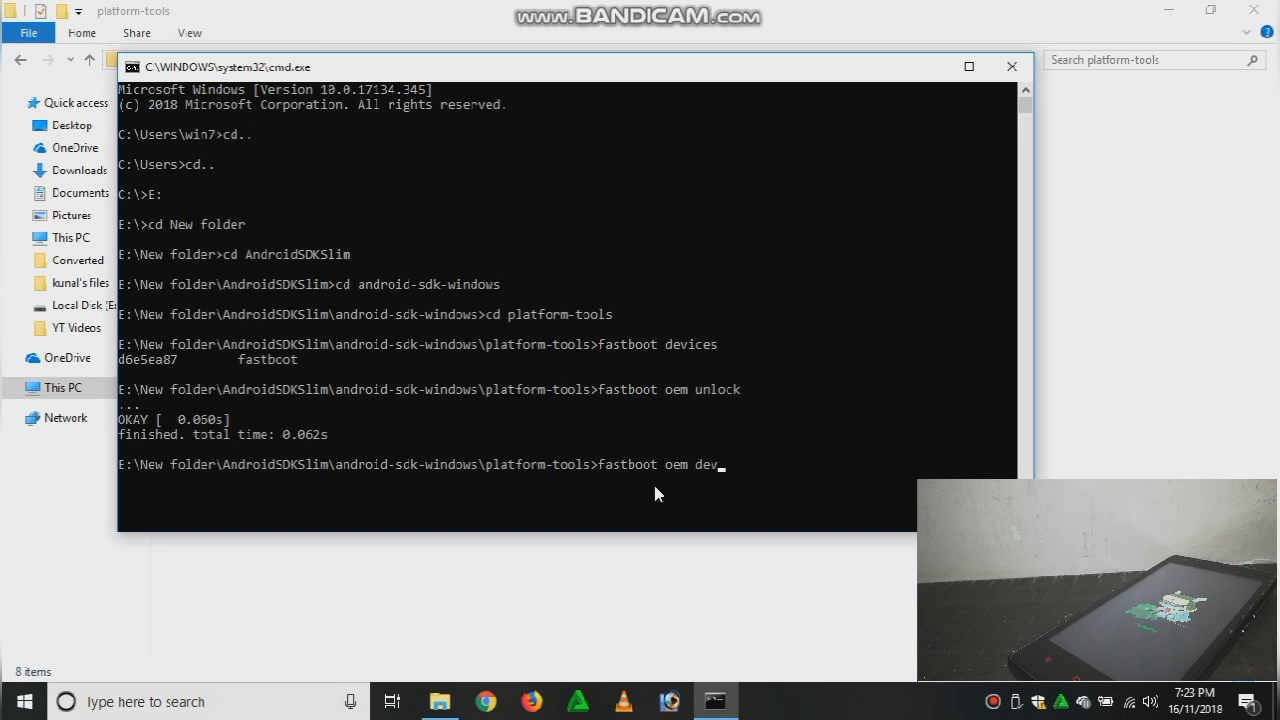 platform-tools
www.BANDICAM.com
File Home Share View
Search platform-tools
C:\WINDOWS\system32\cmd.exe
Microsoft Windows [Version 10.0.17134.345]
(c) 2018 Microsoft Corporation. All rights reserved.
C:\Users\win7>cd..
C:\Users>cd..
C:\>E:
E:\>cd New folder
E:\New folder>cd AndroidSDKSlim
E:\New folder\AndroidSDKSlim>cd android-sdk-windows
E:\New folder\AndroidSDKSlim\android-sdk-windows>cd platform-tools
E:\New folder\AndroidSDKSlim\android-sdk-windows\platform-tools>fastboot devices
d6e5ea87 fastboot
E:\New folder\AndroidSDKSlim\android-sdk-windows\platform-tools>fastboot oem unlock
...
OKAY [ 0.060s]
finished. total time: 0.062s
E:\New folder\AndroidSDKSlim\android-sdk-windows\platform-tools>fastboot oem dev_
Quick access
Desktop
OneDrive
Downloads
Documents
Pictures
This PC
Converted
kunal's files
Local Disk (E:
YT Videos
OneDrive
This PC
Network
8 items
Type here to search
7:23 PM
16/11/2018
1